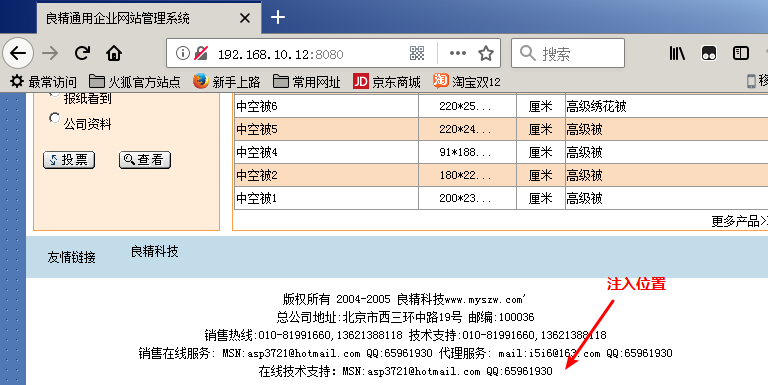 良精通用企业网站管理系统
192.168.10.12:8080
搜索
最常访问 火狐官方站点 新手上路 常用网址 JD 京东商城 淘 淘宝双12
报纸看到
公司资料
投票 查看
中空被6 220*25... 厘米 高级绣花被
中空被5 220*24... 厘米 高级被
中空被4 91*188... 厘米 高级被
中空被2 180*22... 厘米 高级被
中空被1 200*23... 厘米 高级被
更多产品>
友情链接 良精科技
注入位置
版权所有 2004-2005 良精科技www.myszw.com'
总公司地址:北京市西三环中路19号 邮编:100036
销售热线:010-81991660,13621388118 技术支持:010-81991660,13621388118
销售在线服务: MSN:asp3721@hotmail.com QQ:65961930 代理服务: mail:i5i6@163.com QQ:65961930
在线技术支持: MSN:asp3721@hotmail.com QQ:65961930